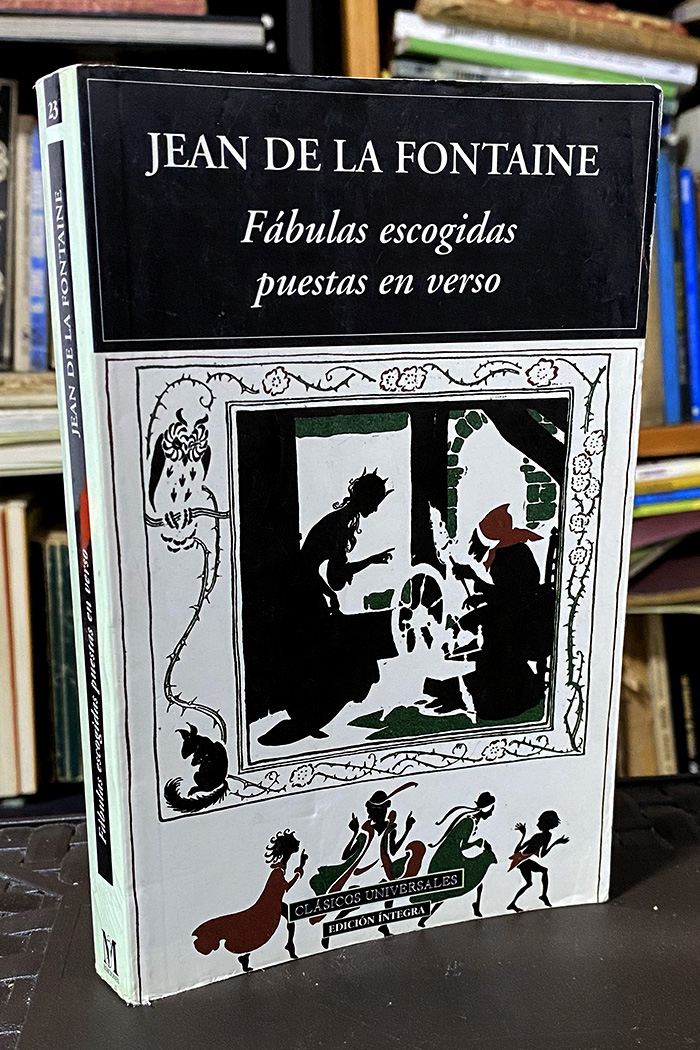 JEAN DE LA FONTAINE
Fábulas escogidas
puestas en verso
CLÁSICOS UNIVERSALES
EDICIÓN ÍNTEGRA
23
JEAN DE LA FONTAINE
Fábulas escogidas puestas en verso
M